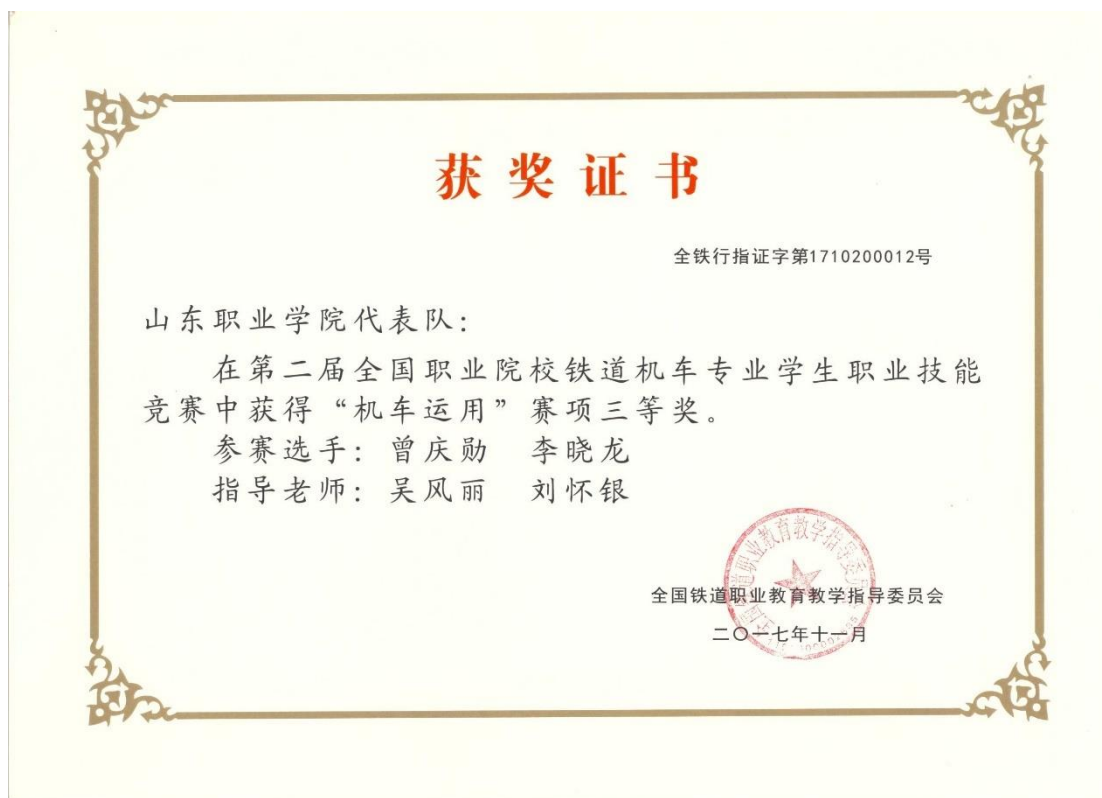 获奖证书
全铁行指证字第1710200012号
山东职业学院代表队：
在第二届全国职业院校铁道机车专业学生职业技能
竞赛中获得“机车运用”赛项三等奖。
参赛选手：曾庆勋 李晓龙
指导老师：吴风丽 刘怀银
全国铁道职业教育教学指导委员会
二〇一七年十一月